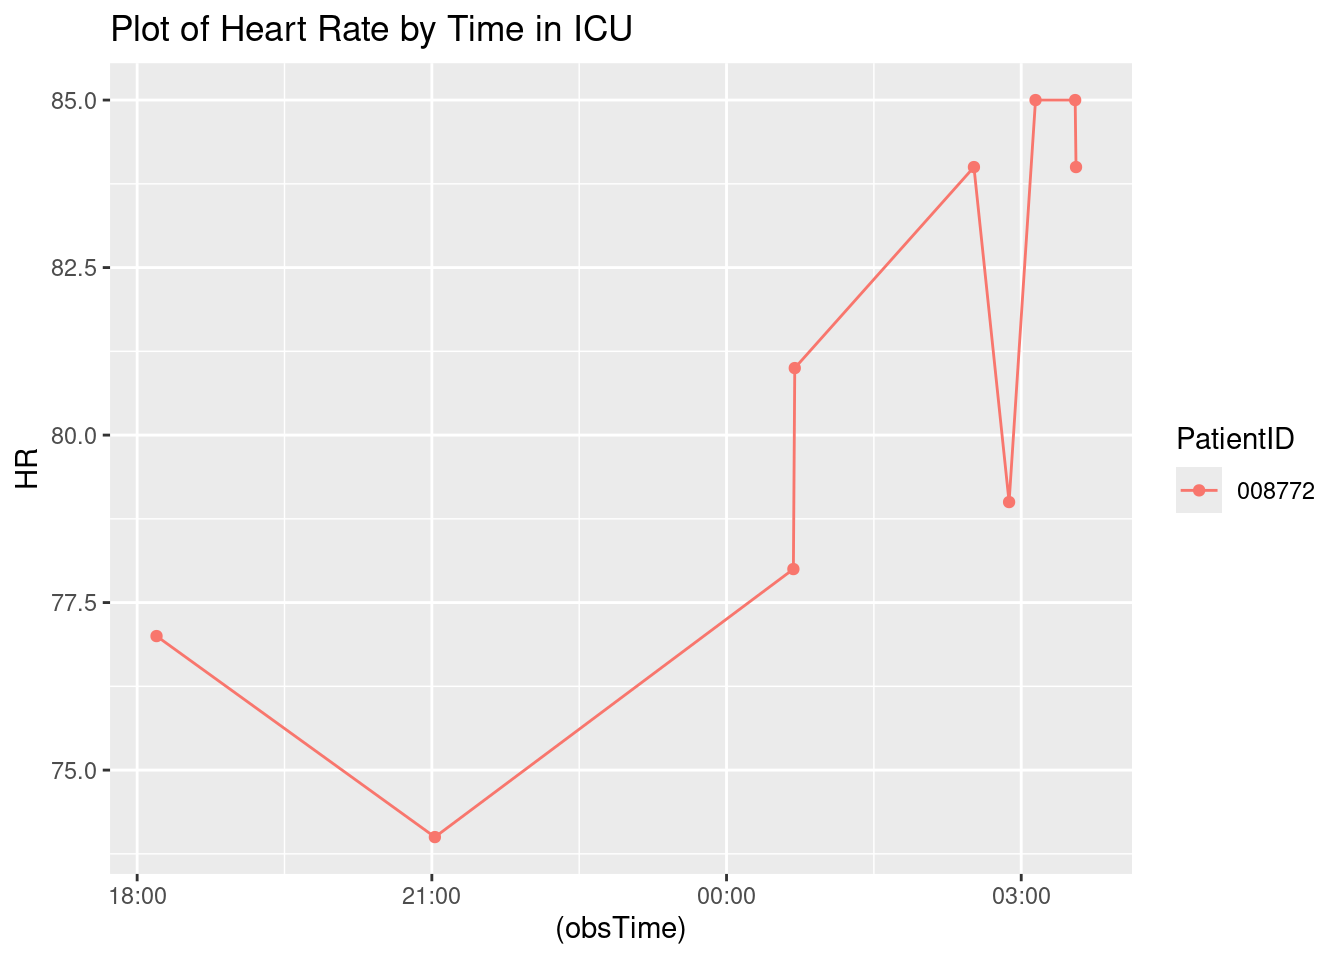 Plot of Heart Rate by Time in ICU
85.0
82.5
80.0
77.5
75.0
HR
18:00
21:00
00:00
03:00
(obsTime)
PatientID
008772